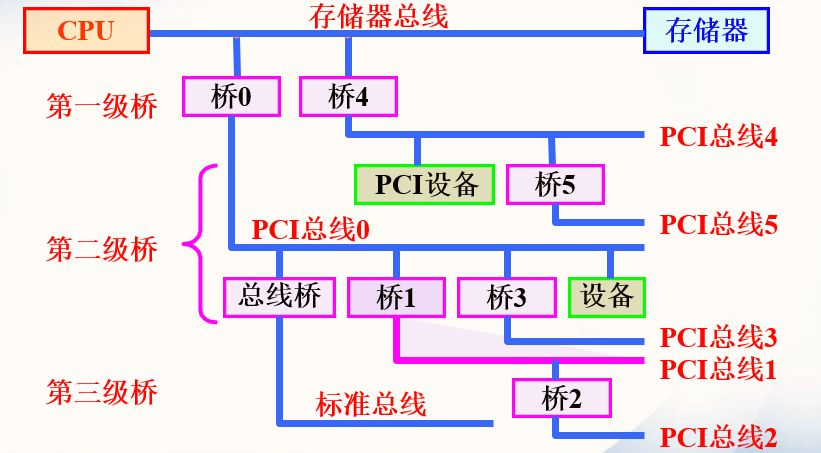 存储器总线
CPU
存储器
第一级桥
桥0
桥4
PCI总线4
PCI设备
桥5
PCI总线5
PCI总线0
第二级桥
总线桥
桥1
桥3
设备
PCI总线3
PCI总线1
第三级桥
标准总线
桥2
PCI总线2